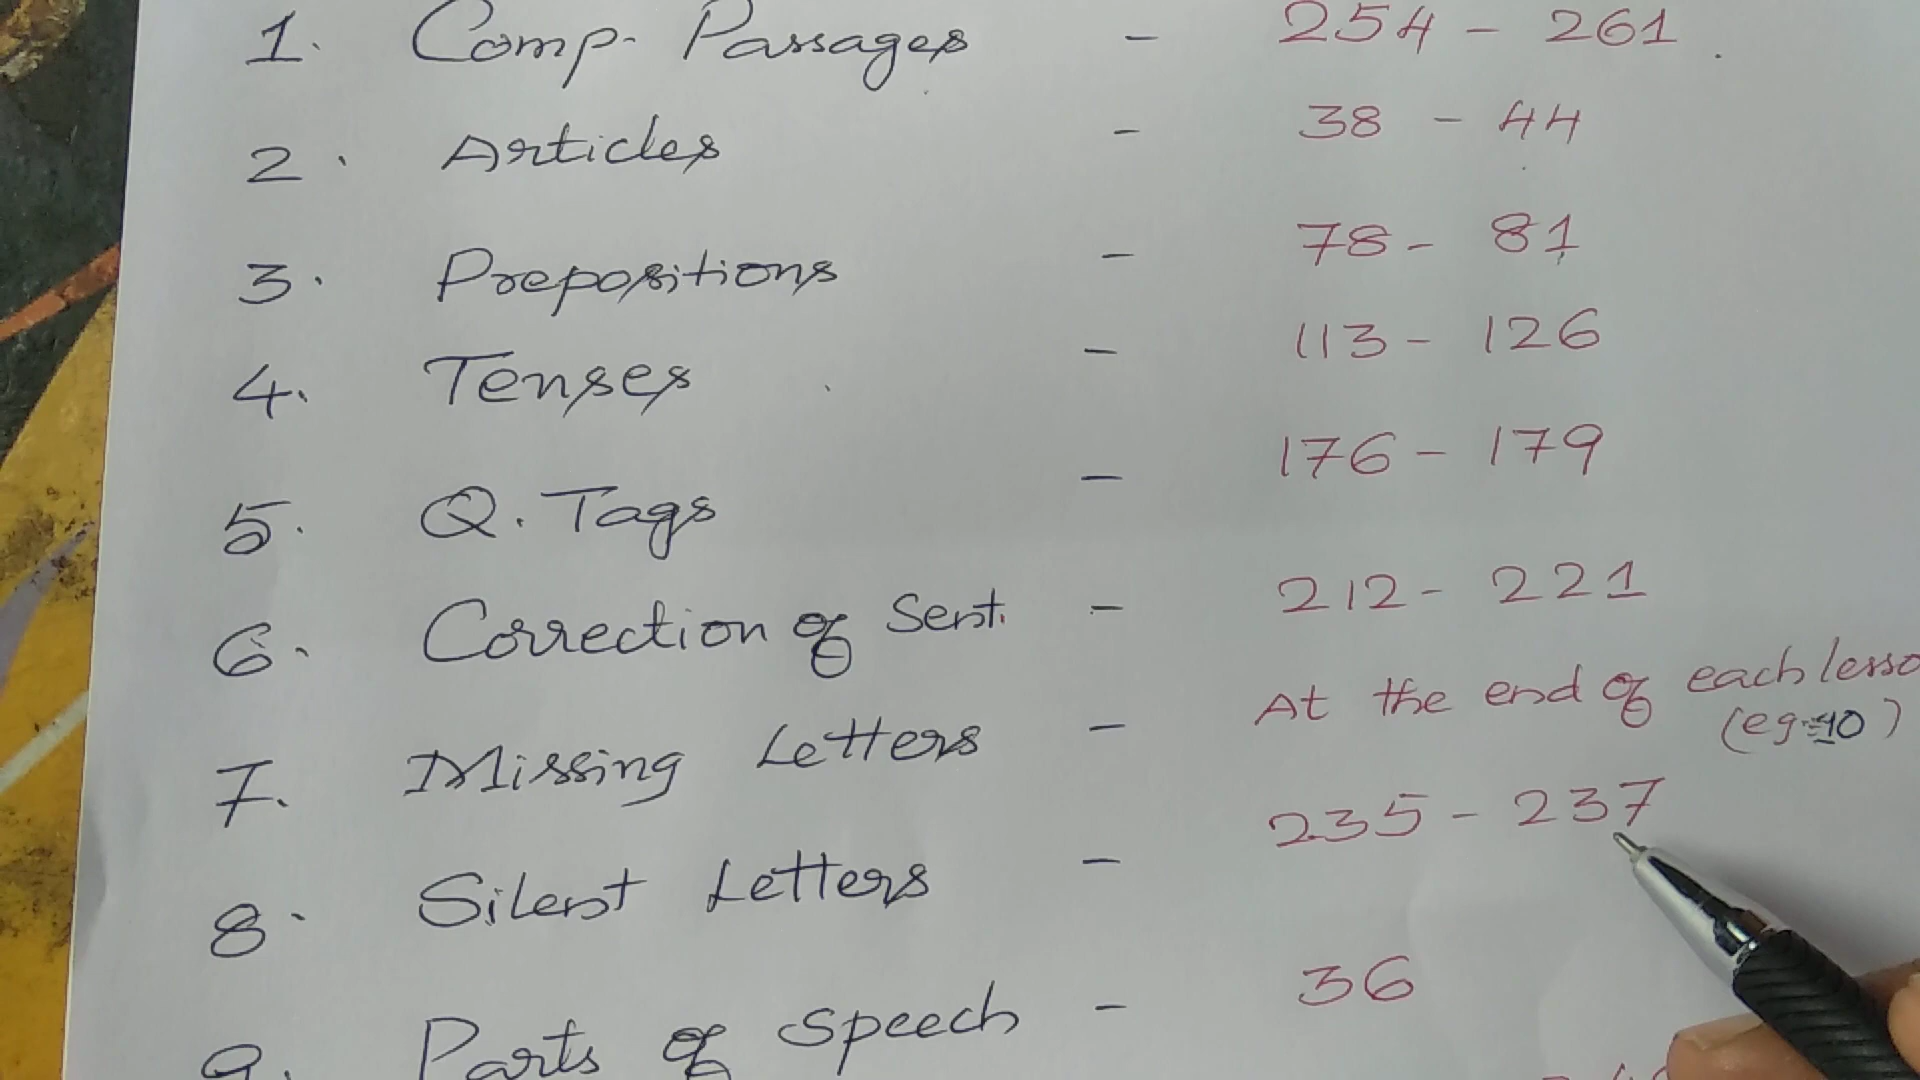 1. Comp. Passages - 254 - 261
2. Articles - 38 - 44
3. Prepositions - 78 - 81
4. Tenses - 113 - 126
5. Q. Tags - 176 - 179
6. Correction of Sent. - 212 - 221
7. Missing Letters - At the end of each lesso
(eg: 40)
8. Silent Letters - 235 - 237
9. Parts of Speech - 36